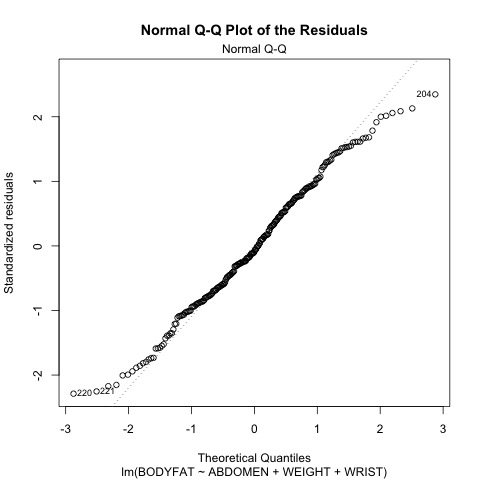 Normal Q-Q Plot of the Residuals
Normal Q-Q
204
2
1
0
-1
-2
Standardized residuals
220
221
-3 -2 -1 0 1 2 3
Theoretical Quantiles
lm(BODYFAT ~ ABDOMEN + WEIGHT + WRIST)